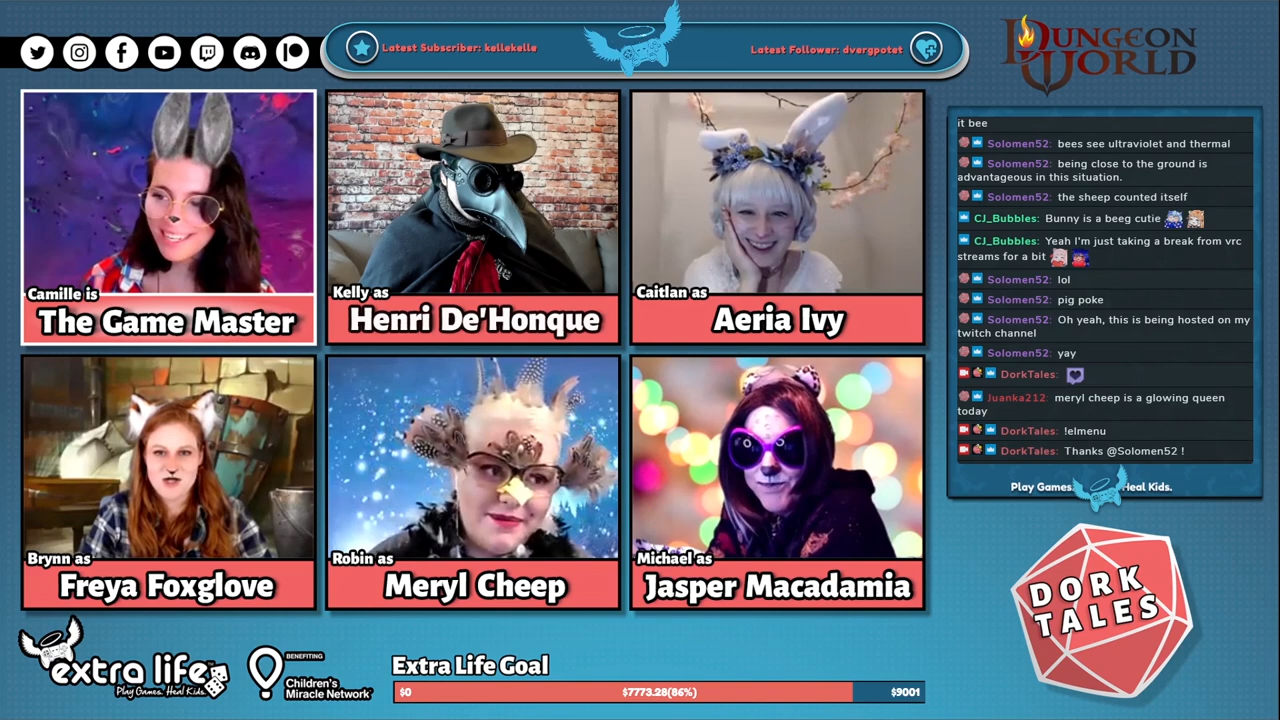 Latest Subscriber: kellekelle
Latest Follower: dvergpotet
DUNGEON
WORLD
Camille is
The Game Master
Kelly as
Henri De'Honque
Caitlan as
Aeria Ivy
Brynn as
Freya Foxglove
Robin as
Meryl Cheep
Michael as
Jasper Macadamia
it bee
Solomen52: bees see ultraviolet and thermal
Solomen52: being close to the ground is
advantageous in this situation.
Solomen52: the sheep counted itself
CJ_Bubbles: Bunny is a beeg cutie
CJ_Bubbles: Yeah I'm just taking a break from vrc
streams for a bit
Solomen52: lol
Solomen52: pig poke
Solomen52: Oh yeah, this is being hosted on my
twitch channel
Solomen52: yay
DorkTales:
Juanka212: meryl cheep is a glowing queen
today
DorkTales: !elmenu
DorkTales: Thanks @Solomen52 !
Play Games. Heal Kids.
DORK
TALES
extra life
Play Games. Heal Kids.
BENEFITING
Children's
Miracle Network
Extra Life Goal
$0 $7773.28(86%) $9001